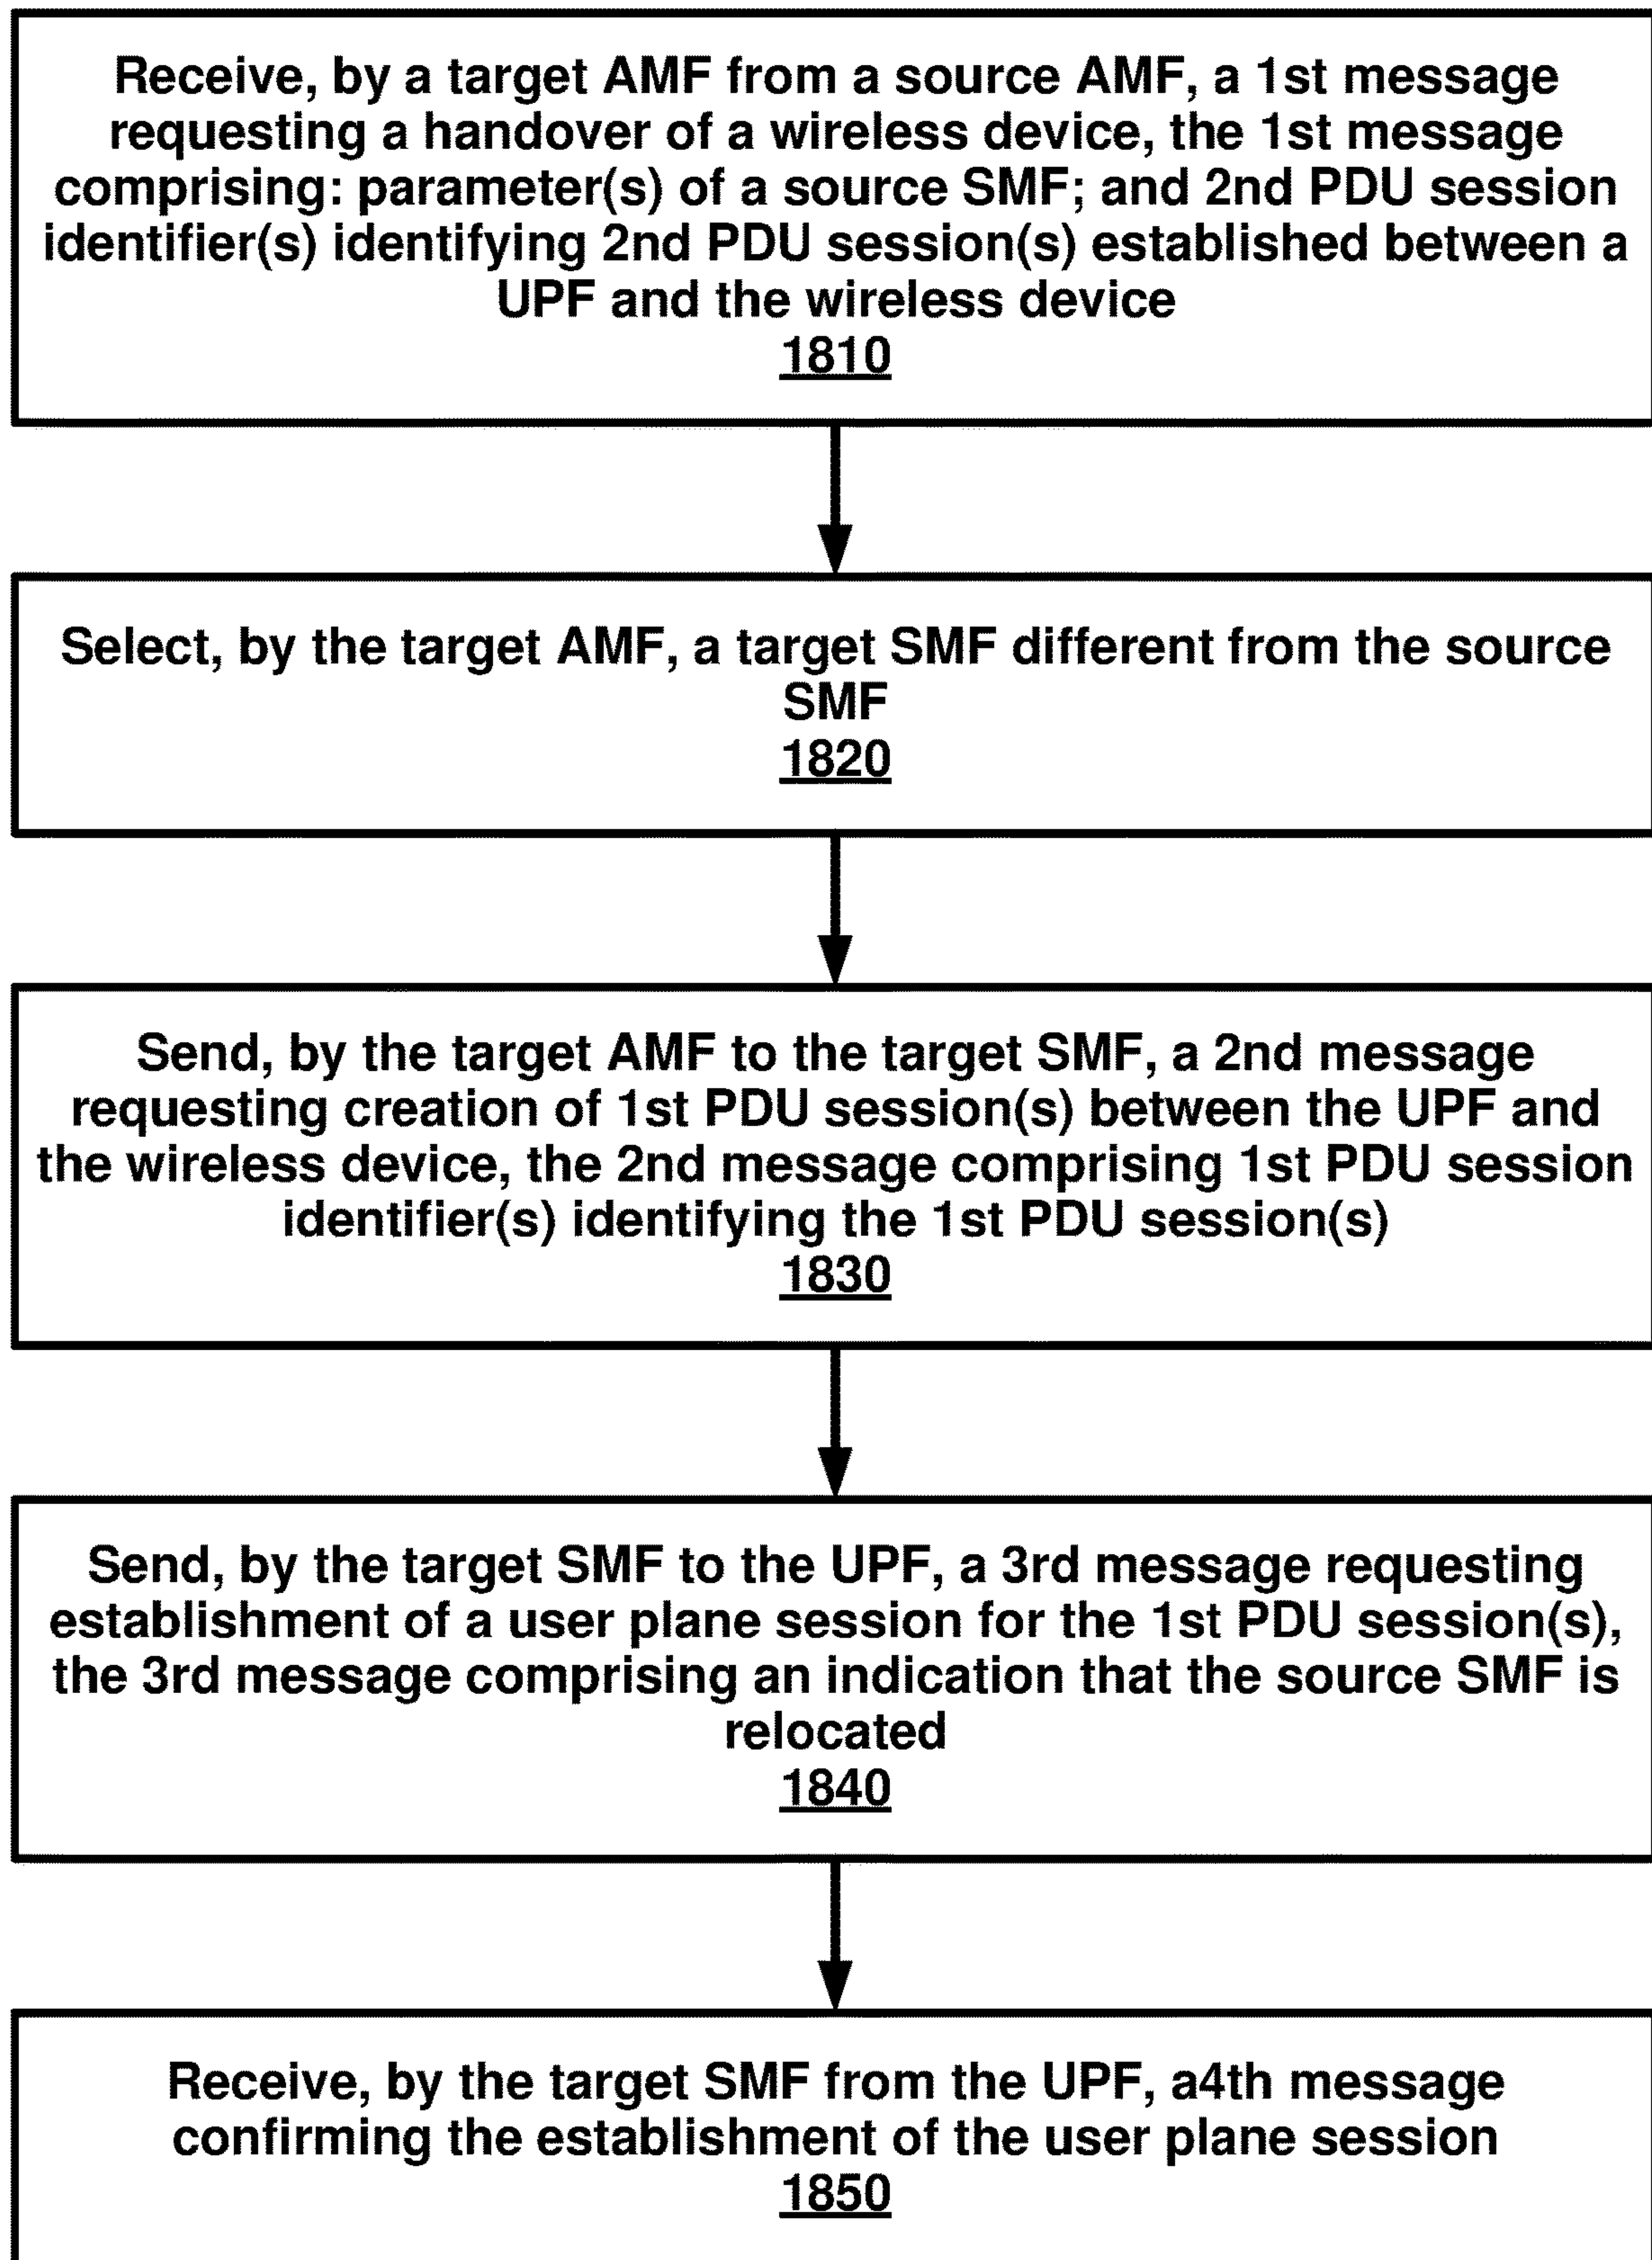 Receive, by a target AMF from a source AMF, a 1st message
requesting a handover of a wireless device, the 1st message
comprising: parameter(s) of a source SMF; and 2nd PDU session
identifier(s) identifying 2nd PDU session(s) established between a
UPF and the wireless device
1810
Select, by the target AMF, a target SMF different from the source
SMF
1820
Send, by the target AMF to the target SMF, a 2nd message
requesting creation of 1st PDU session(s) between the UPF and
the wireless device, the 2nd message comprising 1st PDU session
identifier(s) identifying the 1st PDU session(s)
1830
Send, by the target SMF to the UPF, a 3rd message requesting
establishment of a user plane session for the 1st PDU session(s),
the 3rd message comprising an indication that the source SMF is
relocated
1840
Receive, by the target SMF from the UPF, a4th message
confirming the establishment of the user plane session
1850